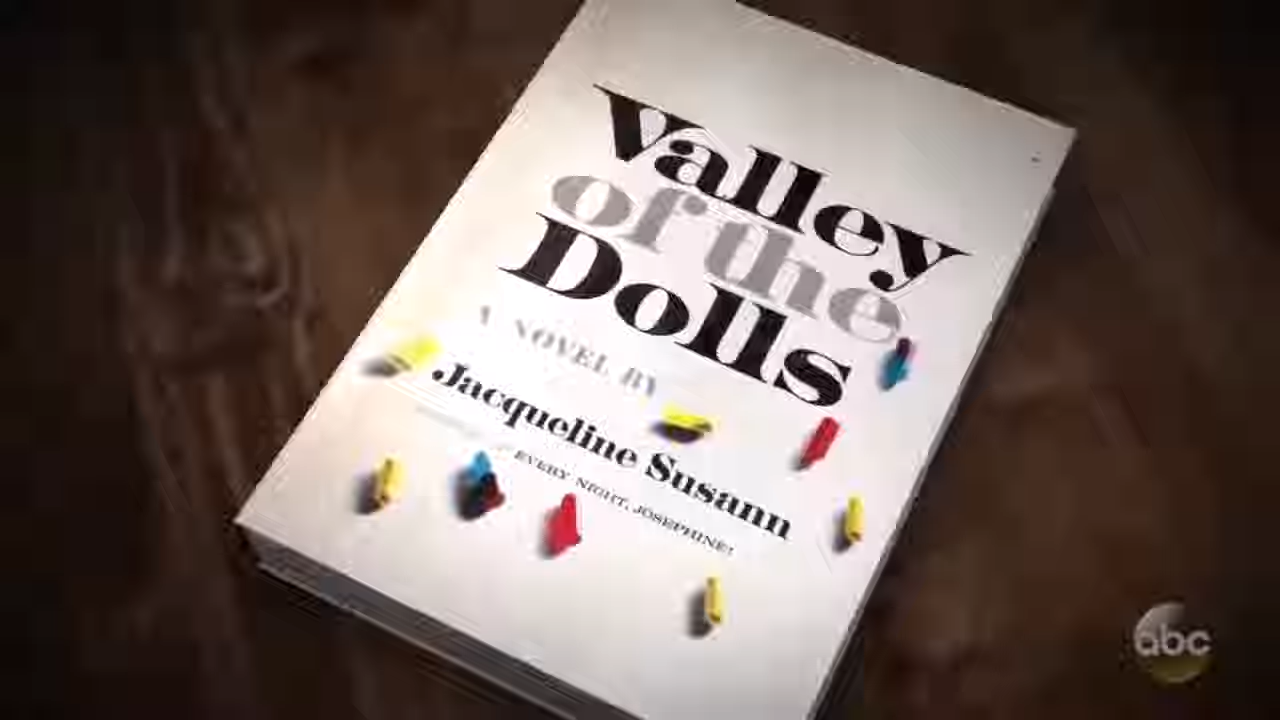 Valley
of the
Dolls
A NOVEL BY
Jacqueline Susann
EVERY NIGHT, JOSEPHINE!
abc